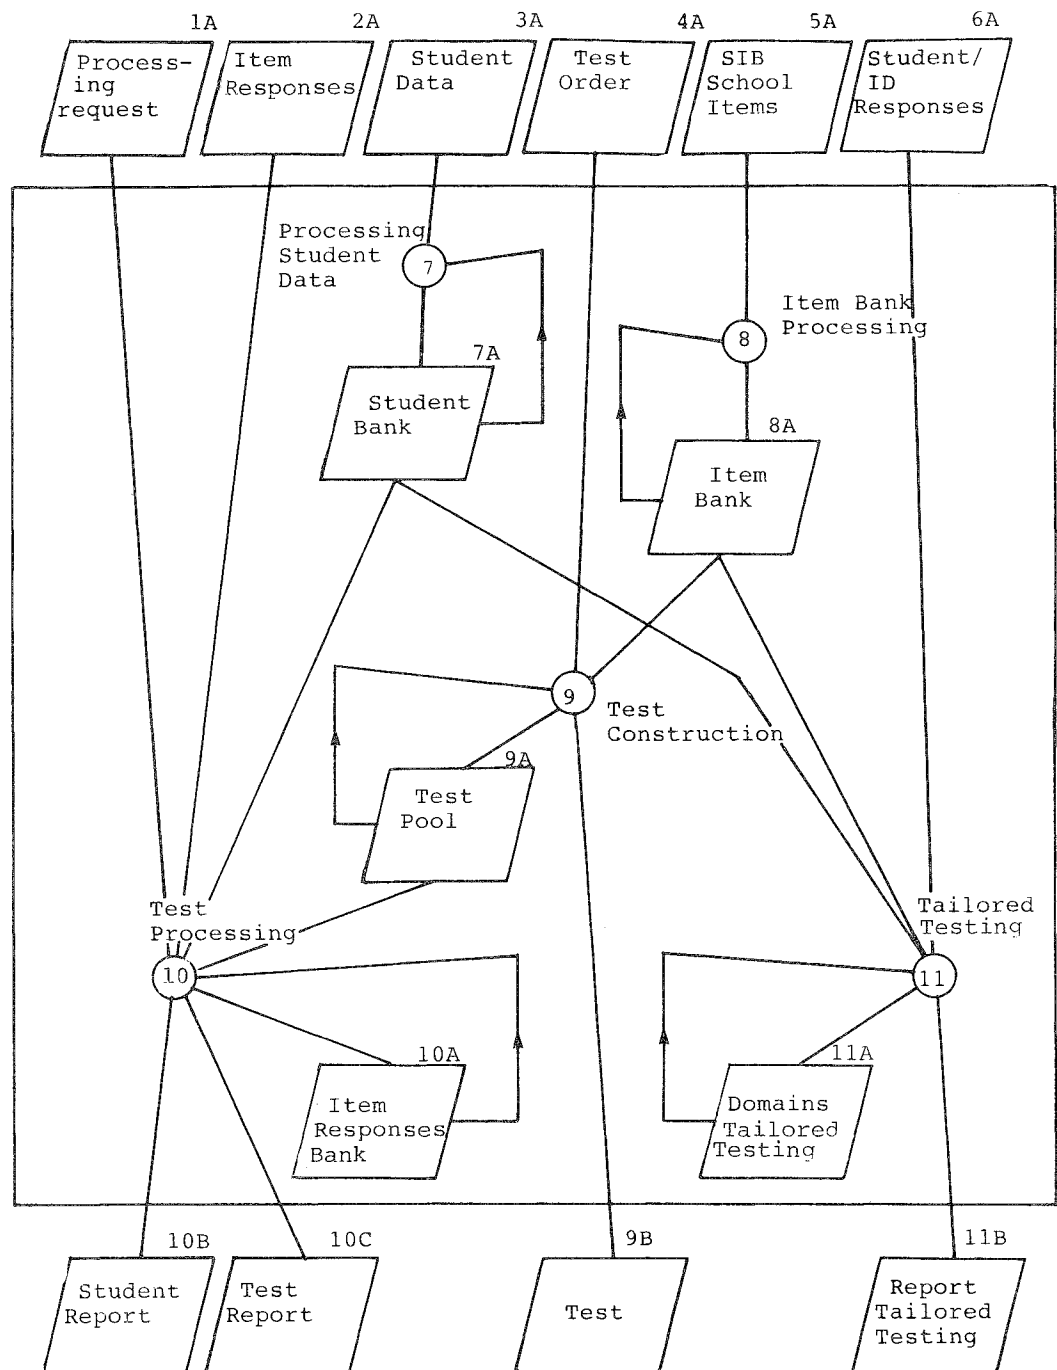 1A
2A
3A
4A
5A
6A
Process-
ing
request
Item
Responses
Student
Data
Test
Order
SIB
School
Items
Student/
ID
Responses
Processing
Student
Data
7
7A
Student
Bank
Item Bank
Processing
8
8A
Item
Bank
9
Test
Construction
9A
Test
Pool
Test
Processing
10
Tailored
Testing
11
10A
Item
Responses
Bank
11A
Domains
Tailored
Testing
10B
Student
Report
10C
Test
Report
9B
Test
11B
Report
Tailored
Testing